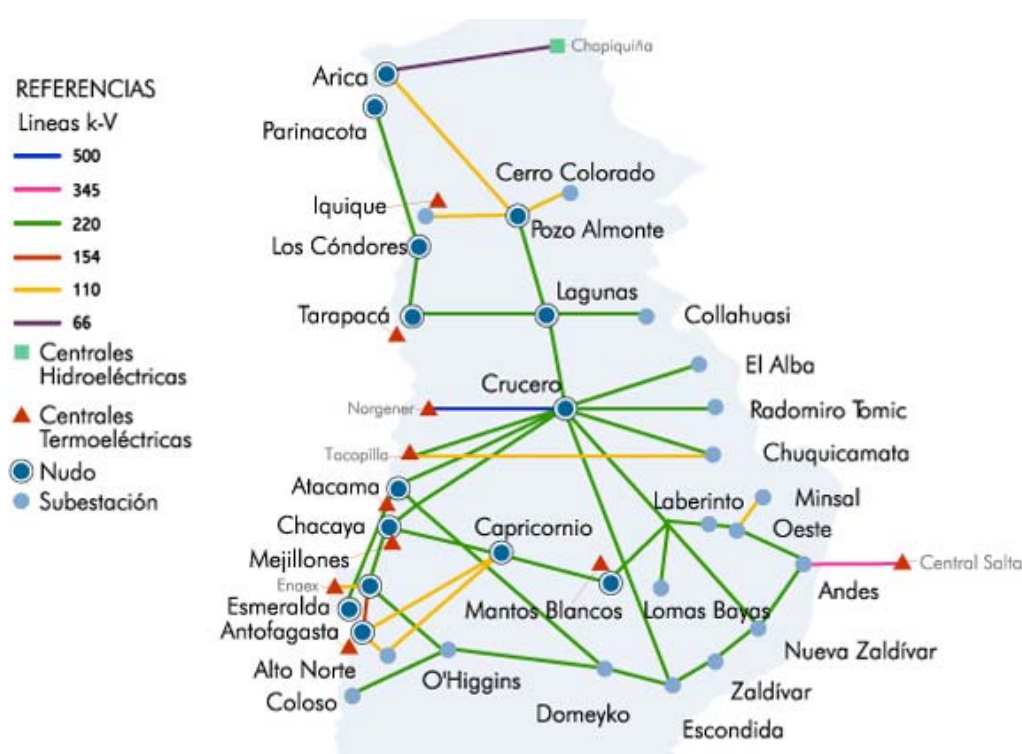 Chapiquiña
Arica
REFERENCIAS
Lineas k-V
500
345
220
154
110
66
Centrales
Hidroeléctricas
Centrales
Termoeléctricas
Nudo
Subestación
Parinacota
Cerro Colorado
Iquique
Pozo Almonte
Los Cóndores
Lagunas
Tarapacá
Collahuasi
El Alba
Crucero
Norgener
Radomiro Tomic
Tocopilla
Chuquicamata
Atacama
Laberinto
Minsal
Chacaya
Capricornio
Oeste
Mejillones
Enaex
Central Salta
Esmeralda
Mantos Blancos
Lomas Bayas
Andes
Antofagasta
Alto Norte
O'Higgins
Nueva Zaldívar
Coloso
Zaldívar
Domeyko
Escondida